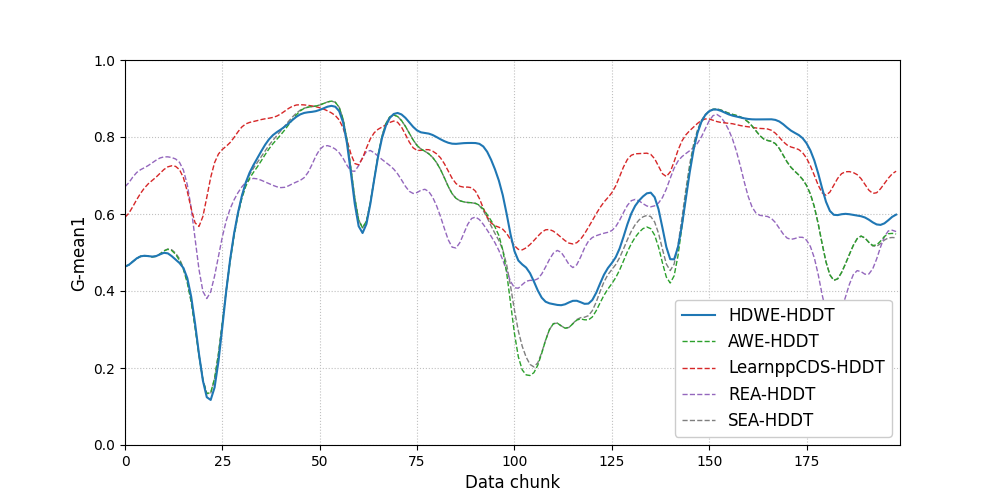 1.0
0.8
0.6
0.4
0.2
0.0
G-mean1
0 25 50 75 100 125 150 175
Data chunk
HDWE-HDDT
AWE-HDDT
LearnppCDS-HDDT
REA-HDDT
SEA-HDDT